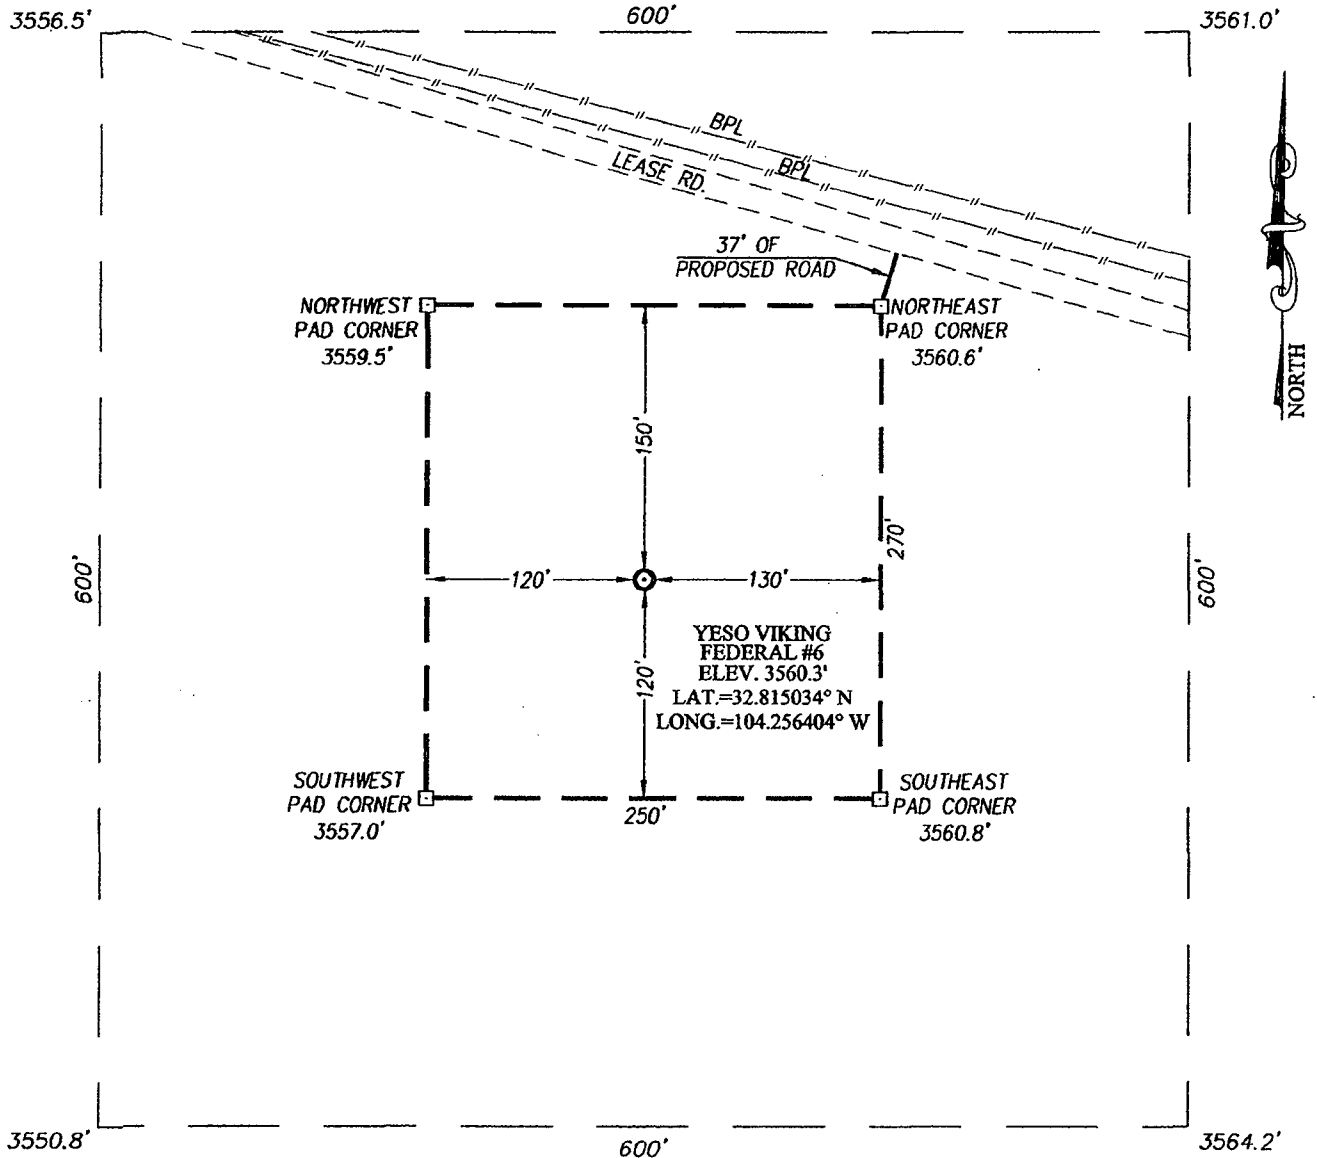 3556.5'
600'
3561.0'
BPL
BPL
LEASE RD.
37' OF
PROPOSED ROAD
NORTHWEST
PAD CORNER
3559.5'
NORTHEAST
PAD CORNER
3560.6'
NORTH
150'
270'
600'
120'
130'
600'
YESO VIKING
FEDERAL #6
ELEV. 3560.3'
LAT.=32.815034° N
LONG.=104.256404° W
120'
SOUTHWEST
PAD CORNER
3557.0'
250'
SOUTHEAST
PAD CORNER
3560.8'
3550.8'
600'
3564.2'